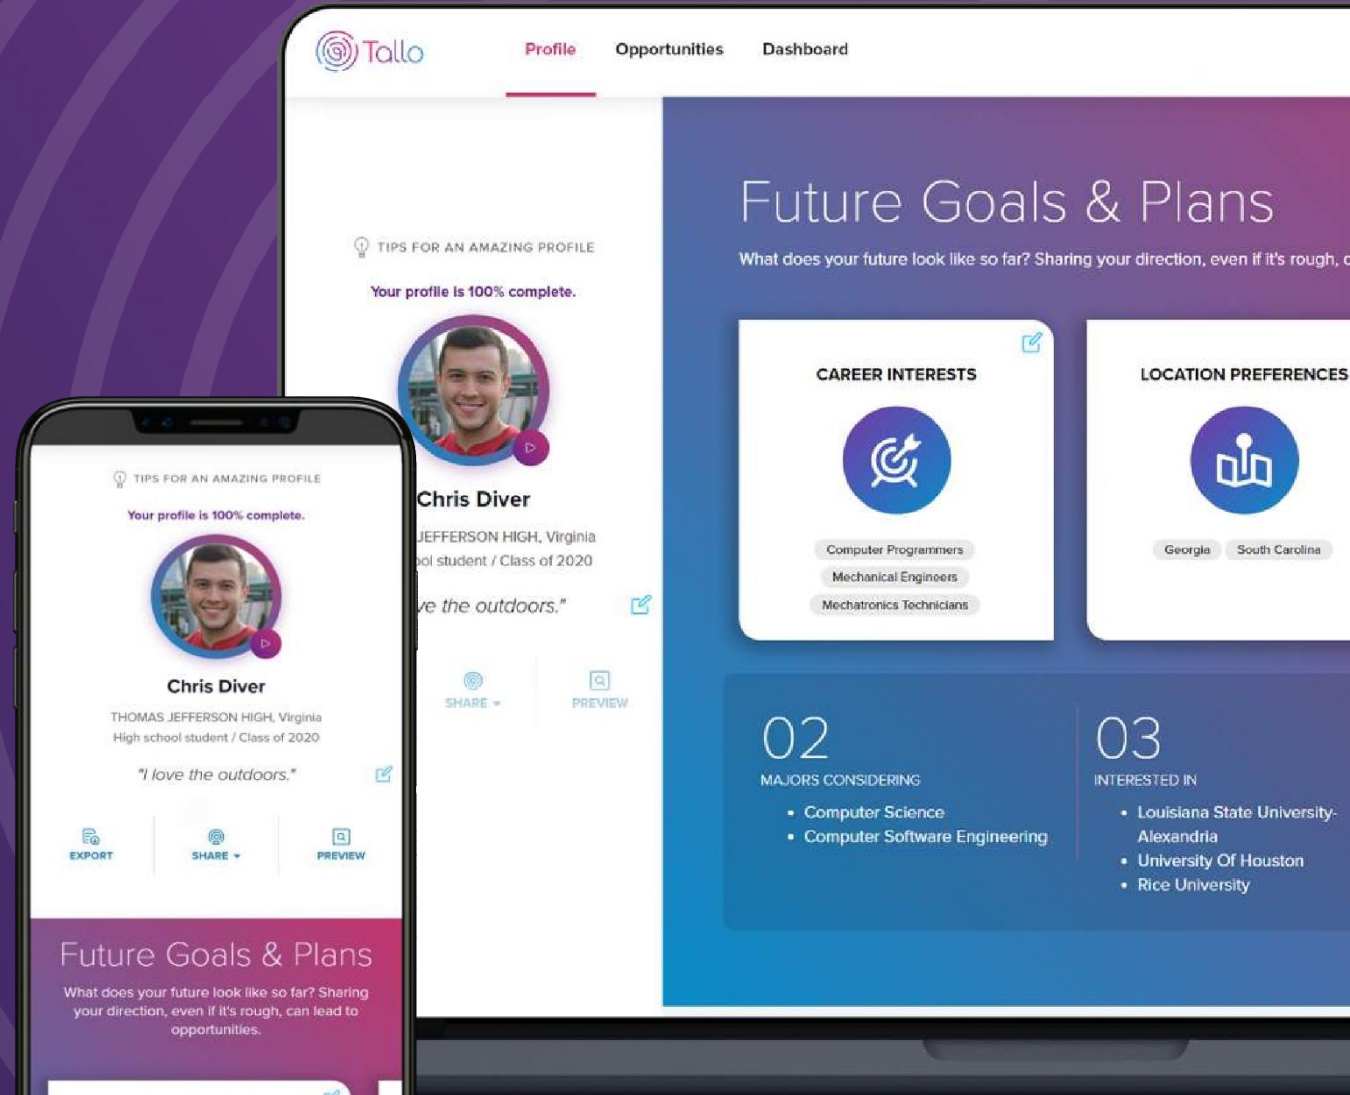 Tallo
Profile
Opportunities
Dashboard
TIPS FOR AN AMAZING PROFILE
Your profile is 100% complete.
Chris Diver
JEFFERSON HIGH, Virginia
student / Class of 2020
the outdoors."
SHARE
PREVIEW
Future Goals & Plans
What does your future look like so far? Sharing your direction, even if it's rough,
CAREER INTERESTS
Computer Programmers
Mechanical Engineers
Mechatronics Technicians
LOCATION PREFERENCES
Georgia
South Carolina
02
MAJORS CONSIDERING
• Computer Science
• Computer Software Engineering
03
INTERESTED IN
• Louisiana State University-
Alexandria
• University Of Houston
• Rice University
TIPS FOR AN AMAZING PROFILE
Your profile is 100% complete.
Chris Diver
THOMAS JEFFERSON HIGH, Virginia
High school student / Class of 2020
"I love the outdoors."
EXPORT
SHARE
PREVIEW
Future Goals & Plans
What does your future look like so far? Sharing
your direction, even if it's rough, can lead to
opportunities.